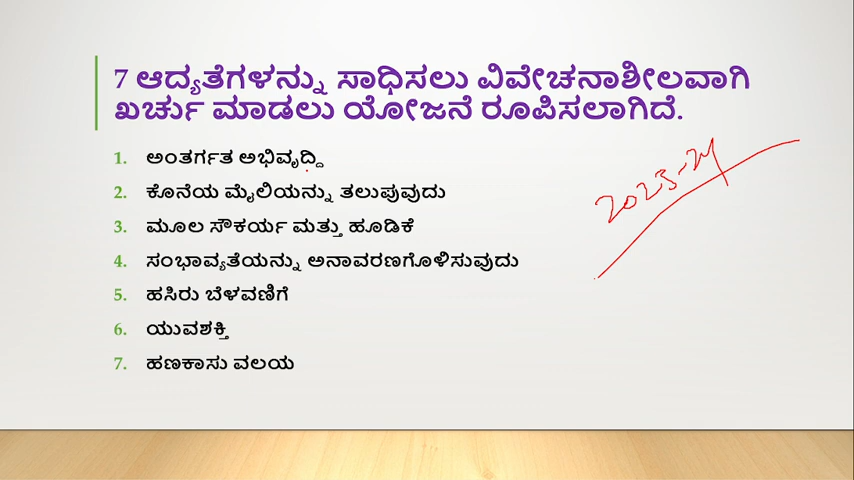 7 ಆದ್ಯತೆಗಳನ್ನು ಸಾಧಿಸಲು ವಿವೇಚನಾಶೀಲವಾಗಿ
ಖರ್ಚು ಮಾಡಲು ಯೋಜನೆ ರೂಪಿಸಲಾಗಿದೆ.
1. ಅಂತರ್ಗತ ಅಭಿವೃದ್ದಿ
2. ಕೊನೆಯ ಮೈಲಿಯನ್ನು ತಲುಪುವುದು
3. ಮೂಲ ಸೌಕರ್ಯ ಮತ್ತು ಹೂಡಿಕೆ
4. ಸಂಭಾವ್ಯತೆಯನ್ನು ಅನಾವರಣಗೊಳಿಸುವುದು
5. ಹಸಿರು ಬೆಳವಣಿಗೆ
6. ಯುವಶಕ್ತಿ
7. ಹಣಕಾಸು ವಲಯ
2023-24